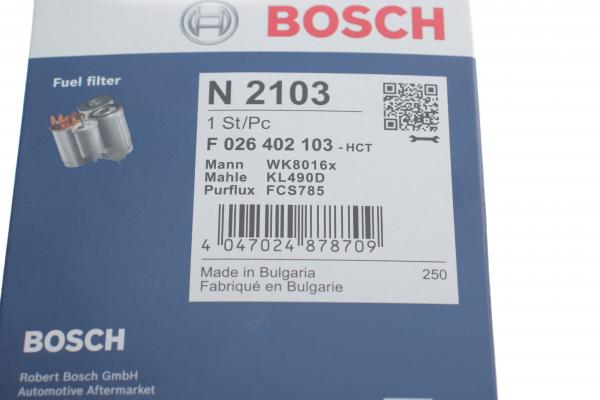 BOSCH
Fuel filter
N 2103
1 St/Pc
F 026 402 103 - HCT
Mann WK8016x
Mahle KL490D
Purflux FCS785
4 047024 878709
Made in Bulgaria 250
Fabriqué en Bulgarie
BOSCH
Robert Bosch GmbH
Automotive Aftermarket